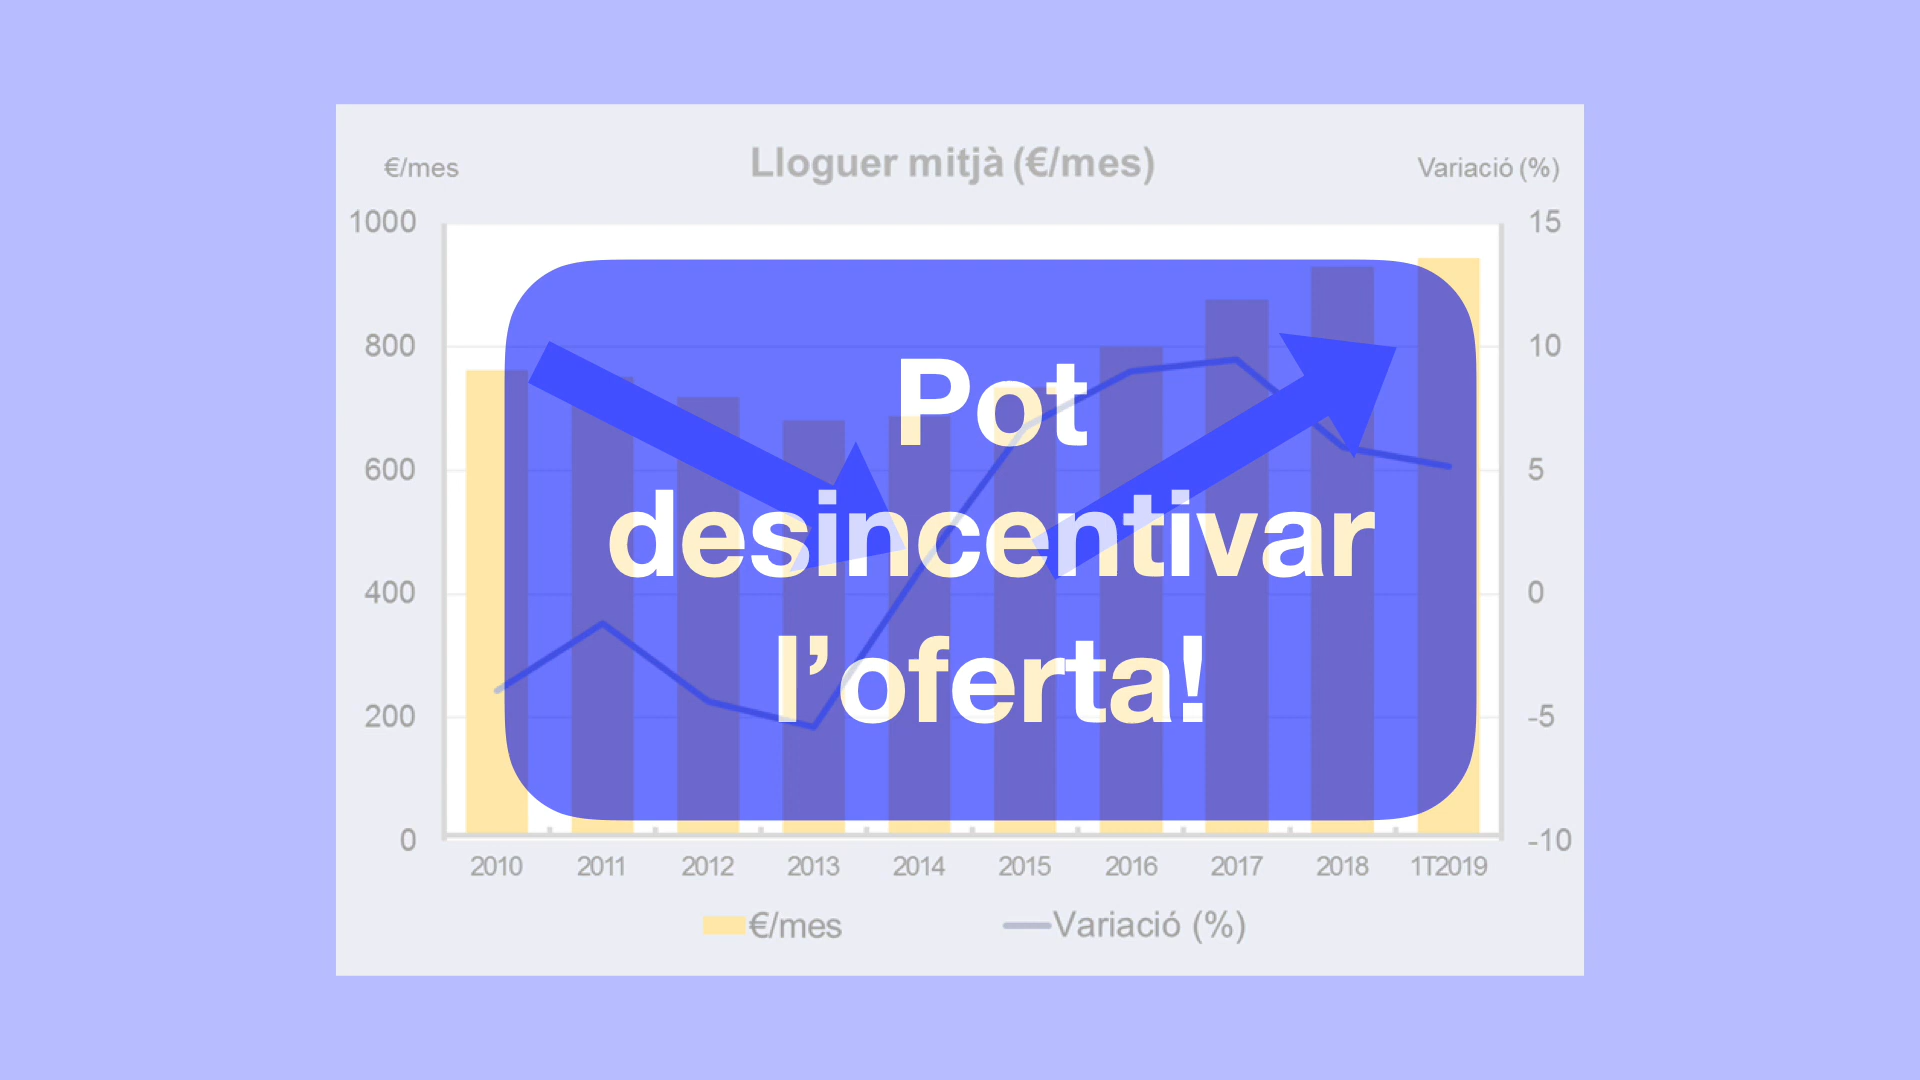 Lloguer mitjà (€/mes)
€/mes
Variació (%)
1000
800
600
400
200
0
15
10
5
0
-5
-10
Pot
desincentivar
l’oferta!
2010 2011 2012 2013 2014 2015 2016 2017 2018 1T2019
€/mes Variació (%)